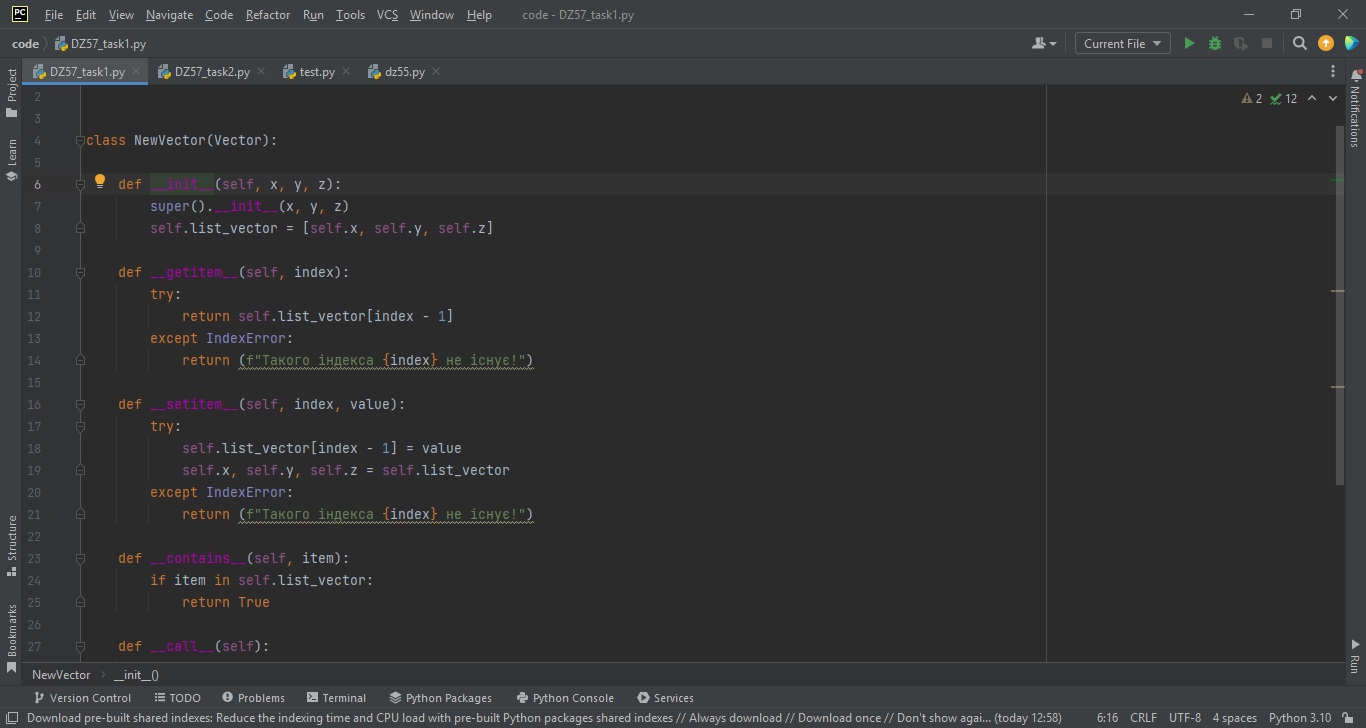 PC File Edit View Navigate Code Refactor Run Tools VCS Window Help code - DZ57_task1.py
code DZ57_task1.py Current File
DZ57_task1.py DZ57_task2.py test.py dz55.py
Project
Learn
Structure
Bookmarks
Notifications
Run
2 12
2
3
4 class NewVector(Vector):
5
6 def __init__(self, x, y, z):
7 super().__init__(x, y, z)
8 self.list_vector = [self.x, self.y, self.z]
9
10 def __getitem__(self, index):
11 try:
12 return self.list_vector[index - 1]
13 except IndexError:
14 return (f"Такого індекса {index} не існує!")
15
16 def __setitem__(self, index, value):
17 try:
18 self.list_vector[index - 1] = value
19 self.x, self.y, self.z = self.list_vector
20 except IndexError:
21 return (f"Такого індекса {index} не існує!")
22
23 def __contains__(self, item):
24 if item in self.list_vector:
25 return True
26
27 def __call__(self):
NewVector __init__()
Version Control TODO Problems Terminal Python Packages Python Console Services
Download pre-built shared indexes: Reduce the indexing time and CPU load with pre-built Python packages shared indexes // Always download // Download once // Don't show agai... (today 12:58) 6:16 CRLF UTF-8 4 spaces Python 3.10